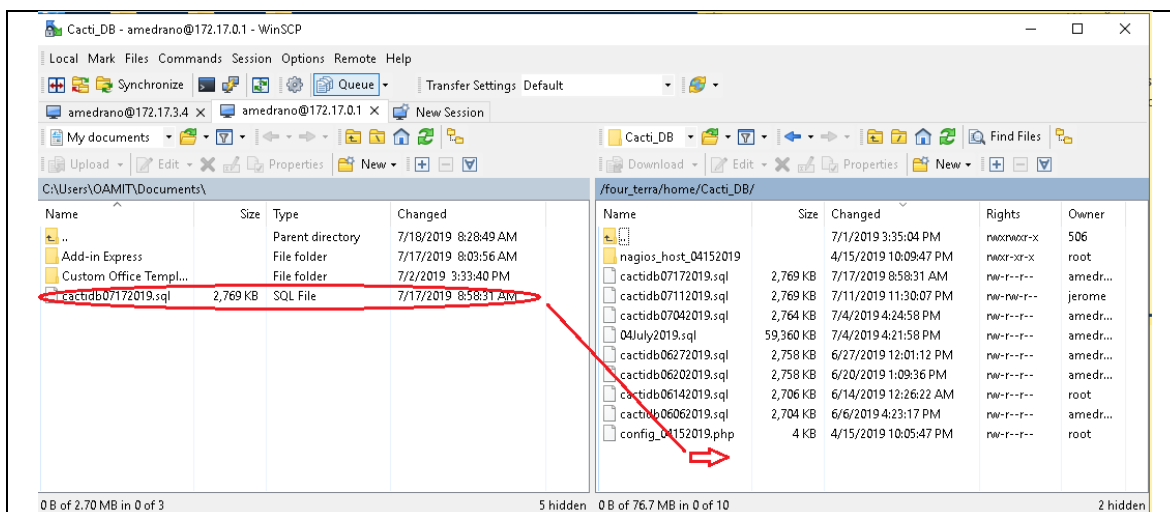 Cacti_DB - amedrano@172.17.0.1 - WinSCP
Local Mark Files Commands Session Options Remote Help
Synchronize Queue Transfer Settings Default
amedrano@172.17.3.4 amedrano@172.17.0.1 New Session
My documents Cacti_DB Find Files
Upload Edit Properties New Download Edit Properties New
C:\Users\OAMIT\Documents\ /four_terra/home/Cacti_DB/
Name Size Type Changed Name Size Changed Rights Owner
.. Parent directory 7/18/2019 8:28:49 AM .. 7/1/2019 3:35:04 PM rwxrwxr-x 506
Add-in Express File folder 7/17/2019 8:03:56 AM nagios_host_04152019 4/15/2019 10:09:47 PM rwxr-xr-x root
Custom Office Templ... File folder 7/2/2019 3:33:40 PM cactidb07172019.sql 2,769 KB 7/17/2019 8:58:31 AM rw-r--r-- amedr...
cactidb07172019.sql 2,769 KB SQL File 7/17/2019 8:58:31 AM cactidb07112019.sql 2,769 KB 7/11/2019 11:30:07 PM rw-rw-r-- jerome
cactidb07042019.sql 2,764 KB 7/4/2019 4:24:58 PM rw-r--r-- amedr...
04July2019.sql 59,360 KB 7/4/2019 4:21:58 PM rw-r--r-- amedr...
cactidb06272019.sql 2,758 KB 6/27/2019 12:01:12 PM rw-r--r-- amedr...
cactidb06202019.sql 2,758 KB 6/20/2019 1:09:36 PM rw-r--r-- amedr...
cactidb06142019.sql 2,706 KB 6/14/2019 12:26:22 AM rw-r--r-- root
cactidb06062019.sql 2,704 KB 6/6/2019 4:23:17 PM rw-r--r-- amedr...
config_04152019.php 4 KB 4/15/2019 10:05:47 PM rw-r--r-- root
0 B of 2.70 MB in 0 of 3 5 hidden 0 B of 76.7 MB in 0 of 10 2 hidden